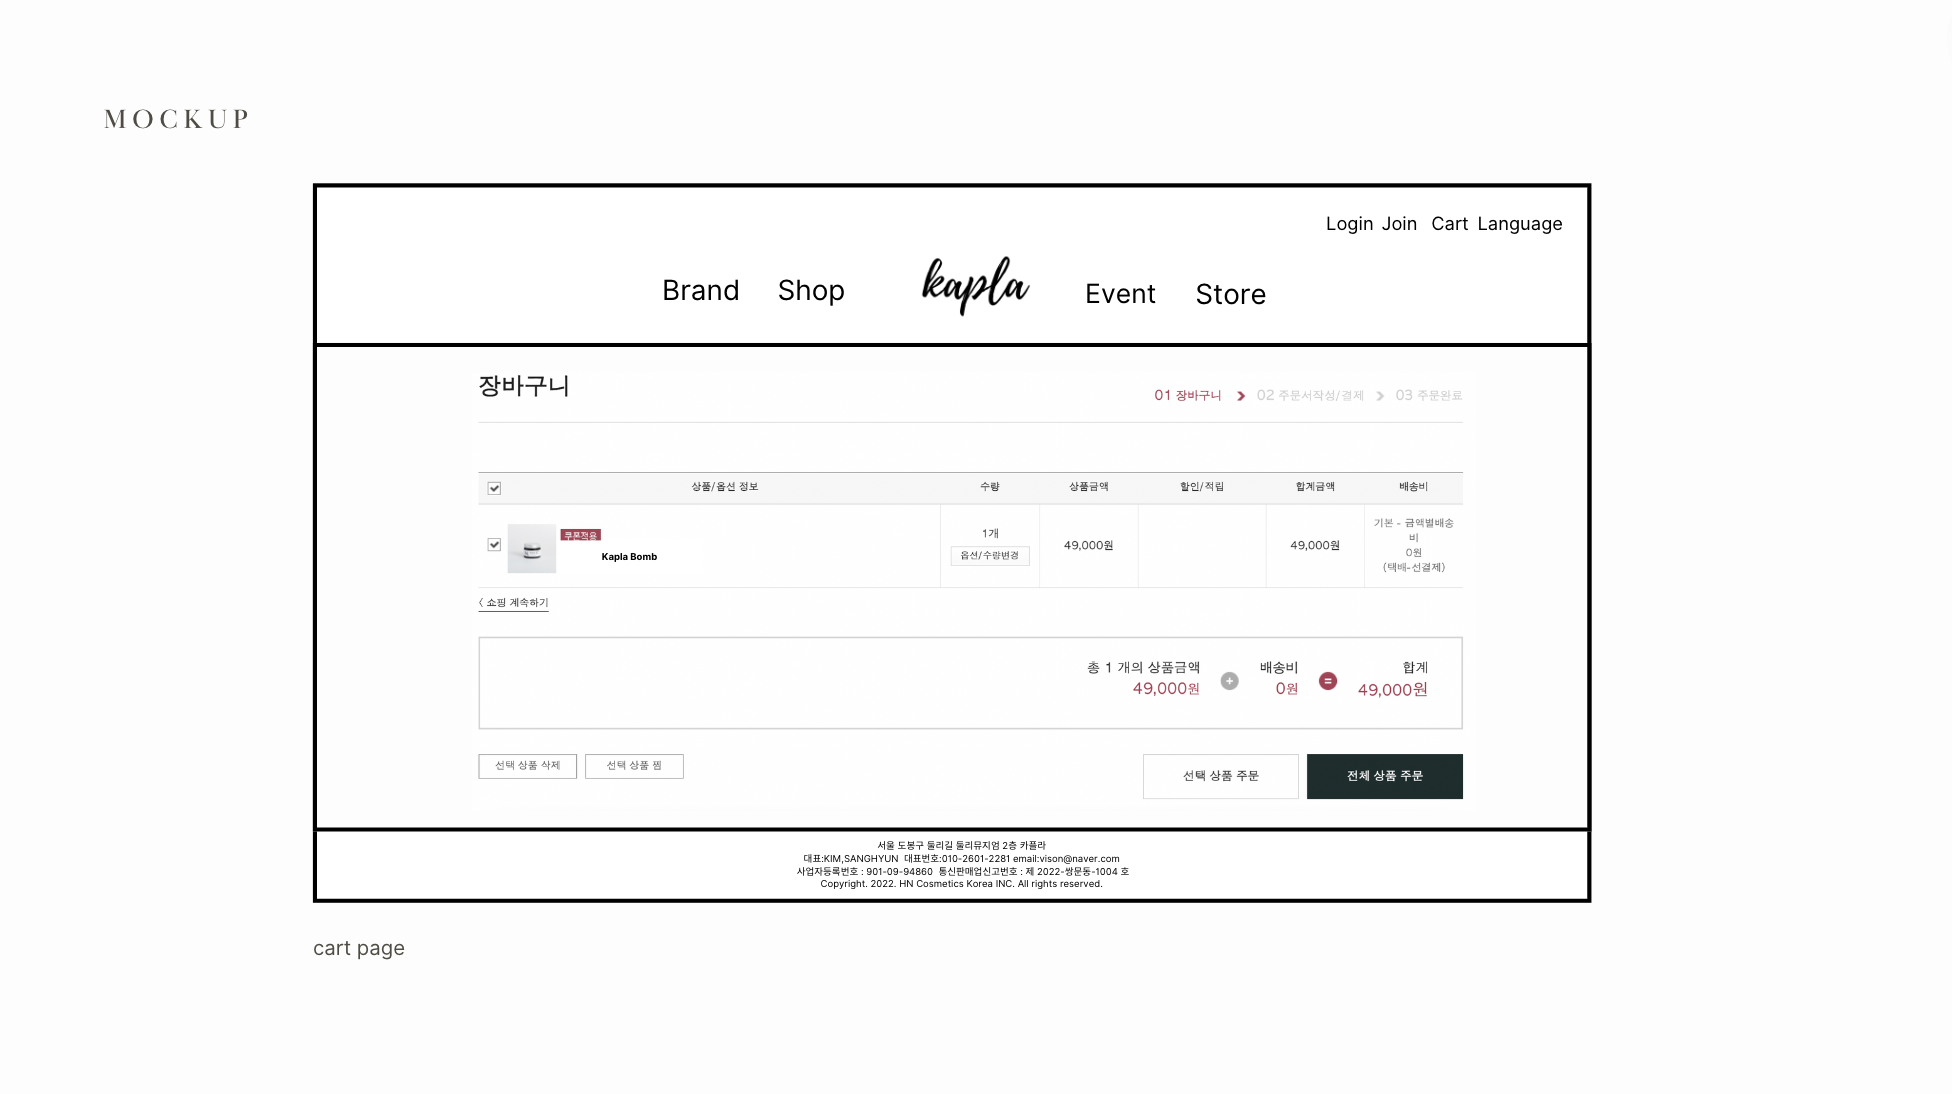 MOCKUP
Login Join Cart Language
Brand Shop kapla Event Store
장바구니
01 장바구니 02 주문서작성/결제 03 주문완료
상품/옵션 정보 수량 상품금액 할인/적립 합계금액 배송비
쿠폰적용
Kapla Bomb
1개
옵션/수량변경
49,000원
49,000원
기본 - 금액별배송
비
0원
(택배-선결제)
〈 쇼핑 계속하기
총 1 개의 상품금액
49,000원
+
배송비
0원
=
합계
49,000원
선택 상품 삭제 선택 상품 찜 선택 상품 주문 전체 상품 주문
서울 도봉구 둘리길 둘리뮤지엄 2층 카플라
대표:KIM,SANGHYUN 대표번호:010-2601-2281 email:vison@naver.com
사업자등록번호 : 901-09-94860 통신판매업신고번호 : 제 2022-쌍문동-1004 호
Copyright. 2022. HN Cosmetics Korea INC. All rights reserved.
cart page